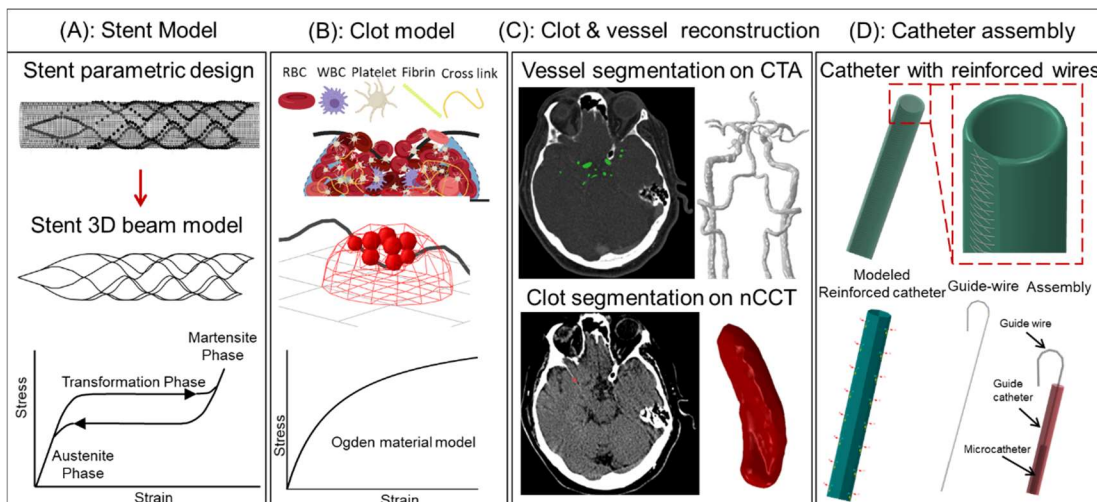 (A): Stent Model
Stent parametric design
Stent 3D beam model
Martensite
Phase
Transformation Phase
Austenite
Phase
Stress
Strain
(B): Clot model
RBC WBC Platelet Fibrin Cross link
Ogden material model
Stress
Strain
(C): Clot & vessel reconstruction
Vessel segmentation on CTA
Clot segmentation on nCCT
(D): Catheter assembly
Catheter with reinforced wires
Modeled
Reinforced catheter
Guide-wire
Assembly
Guide wire
Guide
catheter
Microcatheter